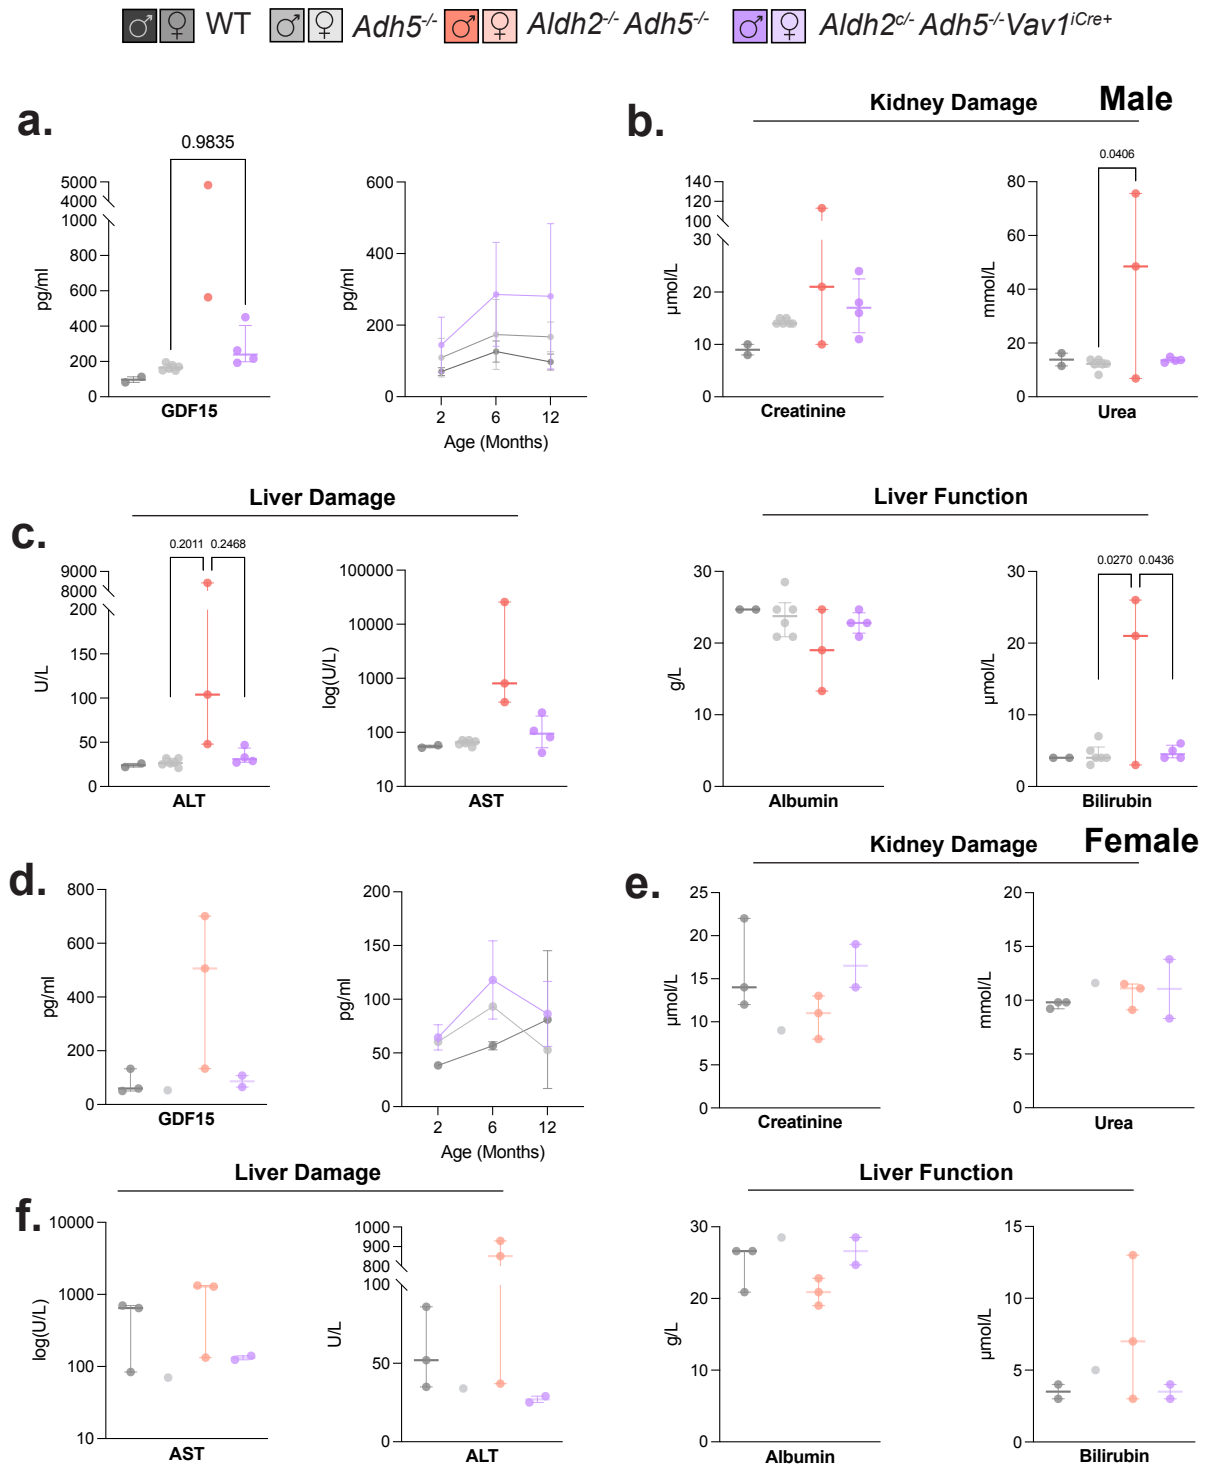 ♂ ♀ WT ♂ ♀ Adh5-/- ♂ ♀ Aldh2-/- Adh5-/- ♂ ♀ Aldh2c/- Adh5-/- Vav1iCre+
Kidney Damage Male
a.
b.
0.9835
5000
4000
1000
800
600
400
200
0
pg/ml
GDF15
600
400
200
0
pg/ml
2 6 12
Age (Months)
140
120
100
30
20
10
0
µmol/L
Creatinine
0.0406
80
60
40
20
0
mmol/L
Urea
Liver Damage
Liver Function
c.
0.2011 0.2468
9000
8000
200
150
100
50
0
U/L
ALT
100000
10000
1000
100
10
log(U/L)
AST
30
20
10
0
g/L
Albumin
0.0270 0.0436
30
20
10
0
µmol/L
Bilirubin
Kidney Damage Female
d.
e.
800
600
400
200
0
pg/ml
GDF15
200
150
100
50
0
pg/ml
2 6 12
Age (Months)
25
20
15
10
5
0
µmol/L
Creatinine
20
15
10
5
0
mmol/L
Urea
Liver Damage
Liver Function
f.
10000
1000
100
10
log(U/L)
AST
1000
900
800
100
50
0
U/L
ALT
30
20
10
0
g/L
Albumin
15
10
5
0
µmol/L
Bilirubin